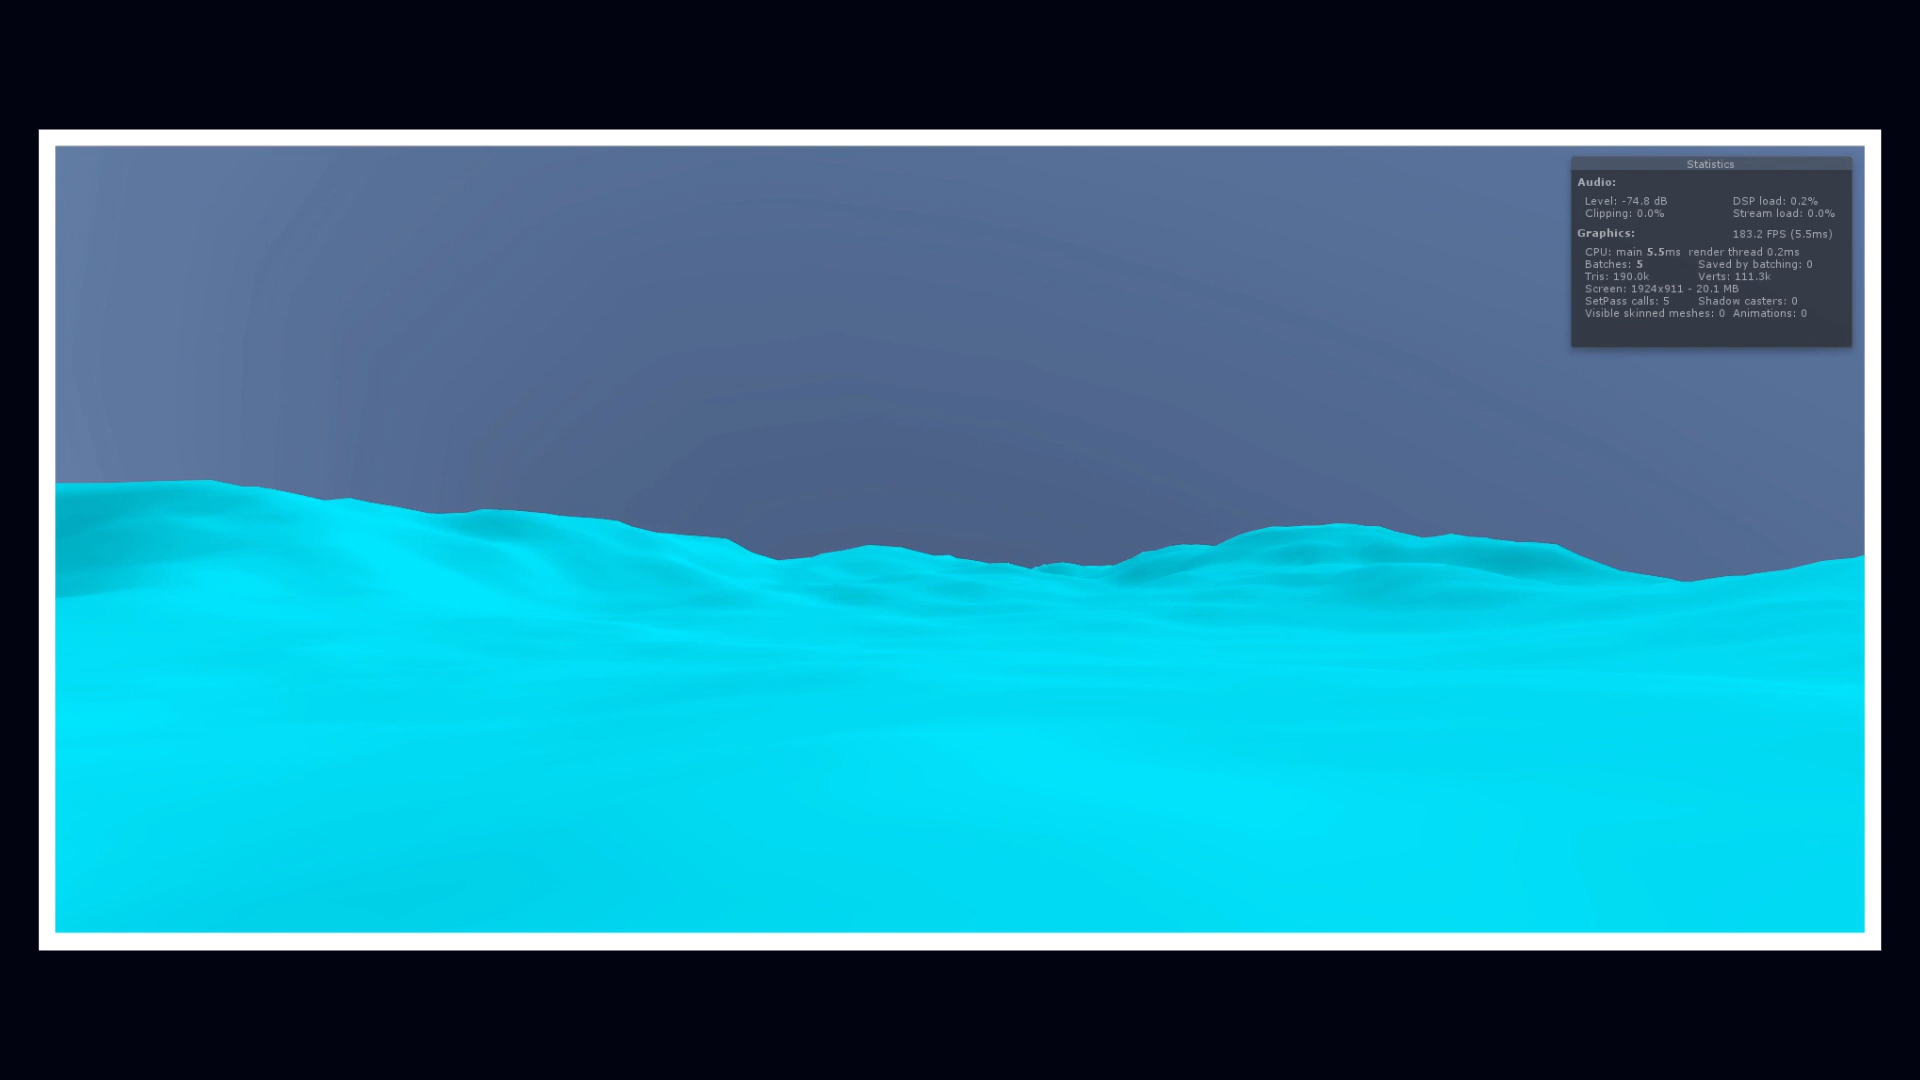 Statistics
Audio:
Level: -74.8 dB DSP load: 0.2%
Clipping: 0.0% Stream load: 0.0%
Graphics: 183.2 FPS (5.5ms)
CPU: main 5.5ms render thread 0.2ms
Batches: 5 Saved by batching: 0
Tris: 190.0k Verts: 111.3k
Screen: 1924x911 - 20.1 MB
SetPass calls: 5 Shadow casters: 0
Visible skinned meshes: 0 Animations: 0